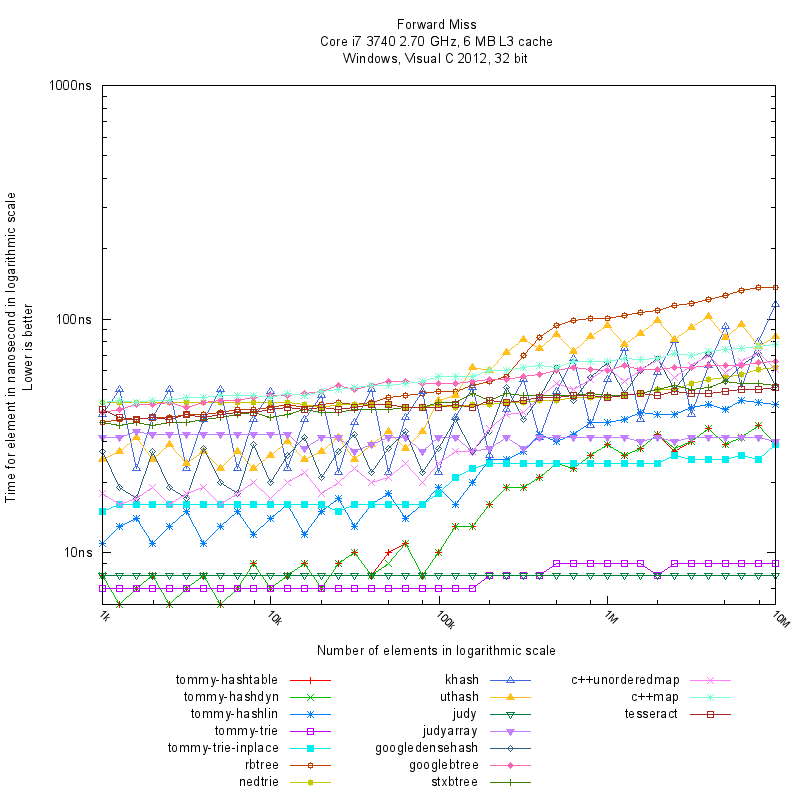 Forward Miss
Core i7 3740 2.70 GHz, 6 MB L3 cache
Windows, Visual C 2012, 32 bit
1000ns
100ns
10ns
Time for element in nanosecond in logarithmic scale
Lower is better
1k
10k
100k
1M
10M
Number of elements in logarithmic scale
tommy-hashtable
tommy-hashdyn
tommy-hashlin
tommy-trie
tommy-trie-inplace
rbtree
nedtrie
khash
uthash
judy
judyarray
googledensehash
googlebtree
stxbtree
c++unorderedmap
c++map
tesseract